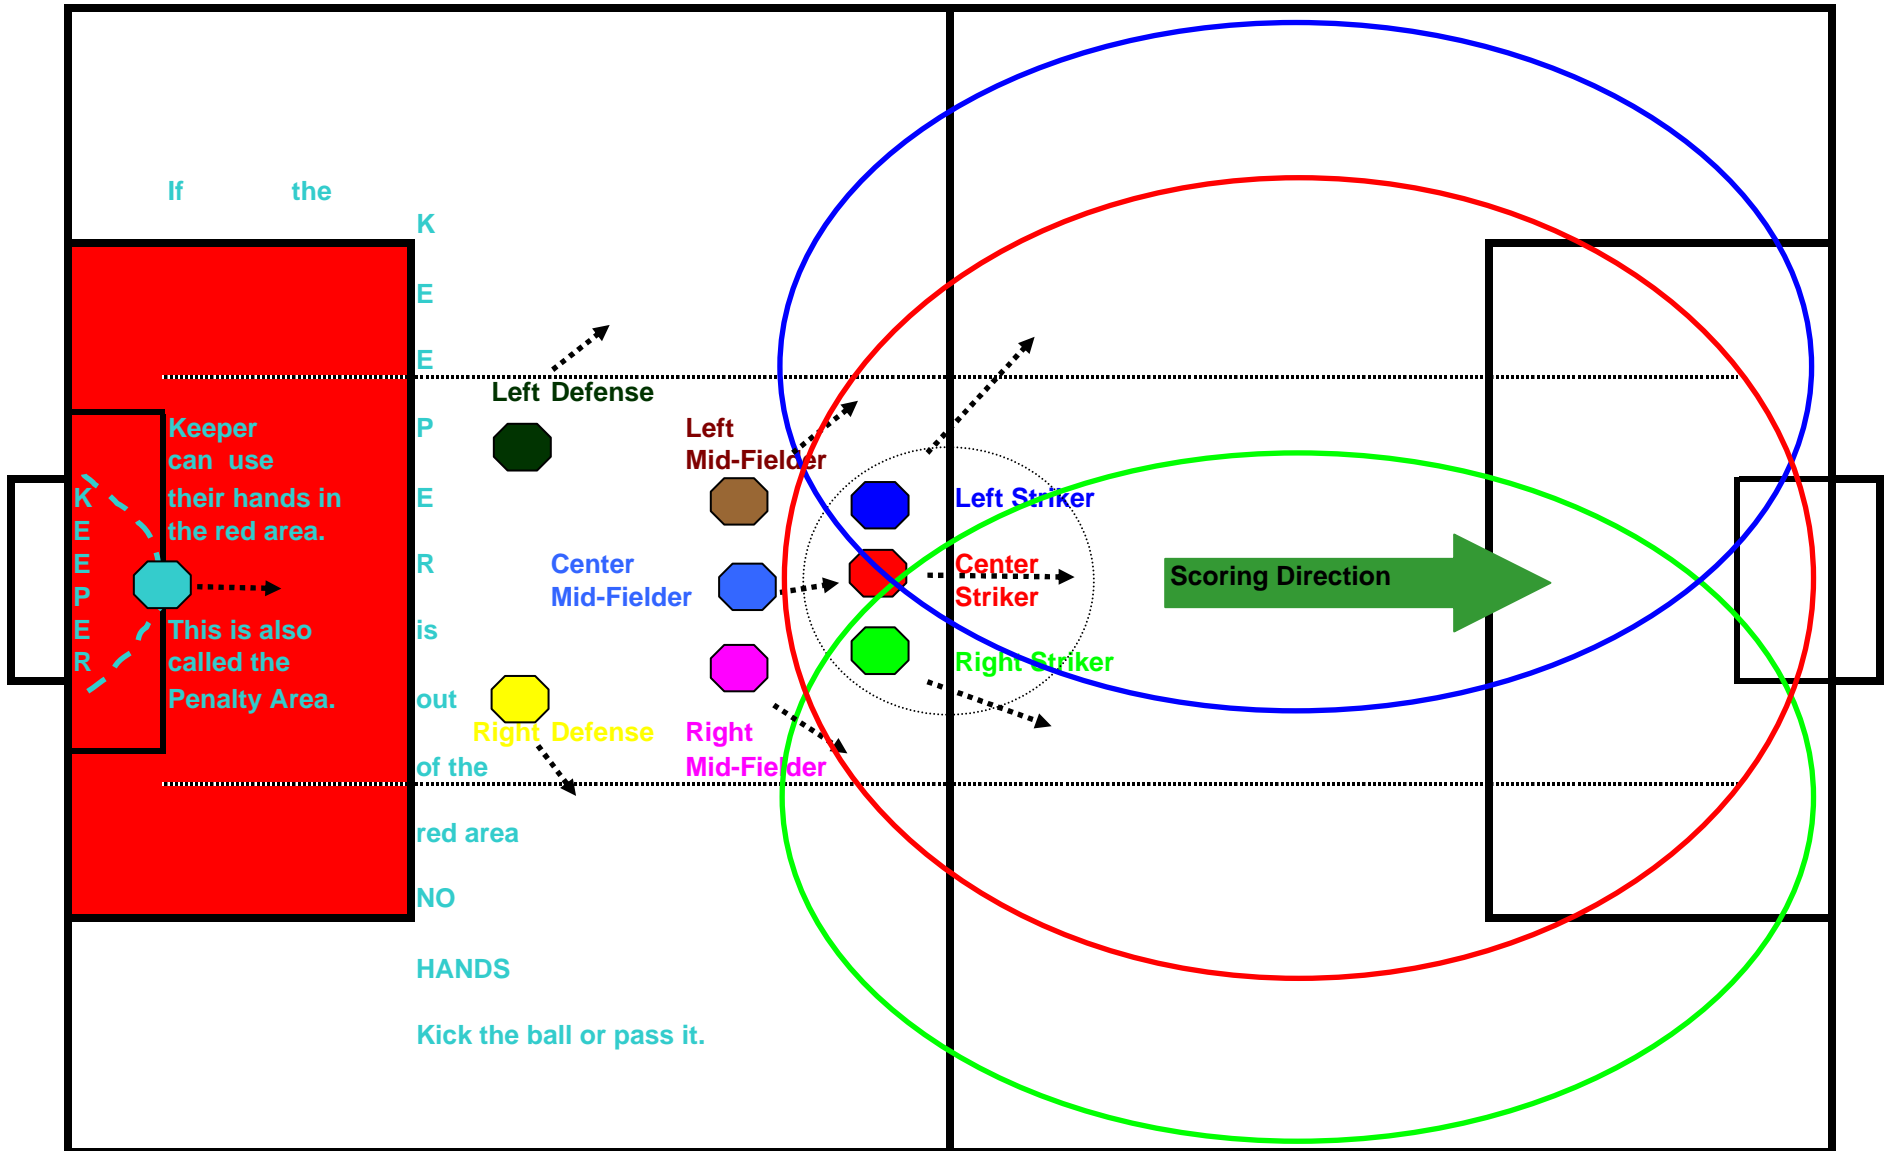 If the
K
E
E
P
E
R
is
out
of the
red area
NO
HANDS
Kick the ball or pass it.
K
E
E
P
E
R
Keeper
can use
their hands in
the red area.
This is also
called the
Penalty Area.
Left Defense
Right Defense
Left
Mid-Fielder
Center
Mid-Fielder
Right
Mid-Fielder
Left Striker
Center
Striker
Right Striker
Scoring Direction